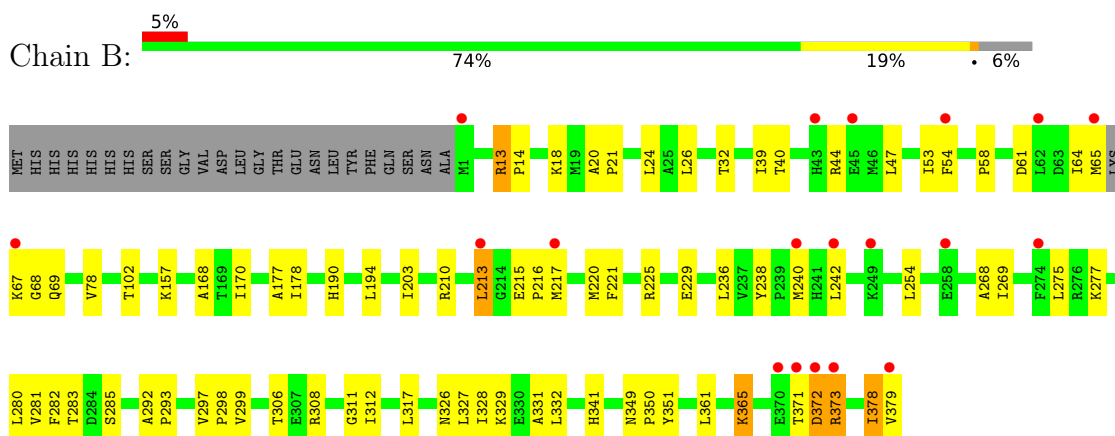 5%
Chain B:
74% 19% • 6%
MET HIS HIS HIS HIS HIS HIS SER SER GLY VAL ASP LEU GLY THR GLU ASN LEU TYR PHE GLN SER ASN ALA M1 R13 P14 K18 M19 A20 P21 L24 A25 L26 T32 I39 T40 H43 R44 E45 M46 L47 I53 F54 P58 D61 L62 D63 I64 M65 LYS
K67 G68 Q69 V78 T102 K157 A168 T169 I170 A177 I178 H190 L194 I203 R210 L213 G214 E215 P216 M217 M220 F221 R225 E229 L236 V237 Y238 P239 M240 H241 L242 K249 L254 E258 A268 I269 F274 L275 R276 K277
L280 V281 F282 T283 D284 S285 A292 P293 V297 P298 V299 T306 E307 R308 G311 I312 L317 N326 L327 I328 K329 E330 A331 L332 H341 N349 P350 Y351 L361 K365 E370 T371 D372 R373 I378 V379